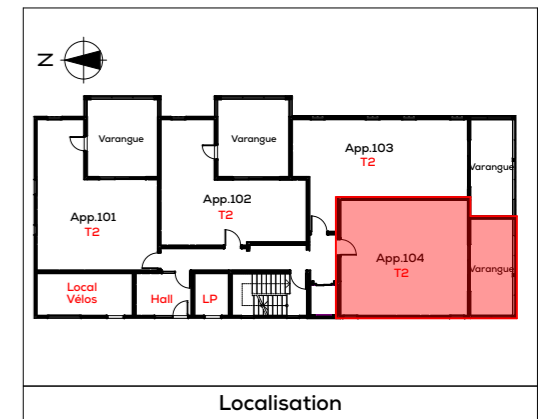 N
Varangue
Varangue
App.103
T2
Varangue
App.102
T2
App.101
T2
App.104
T2
Varangue
Local
Vélos
Hall
LP
Localisation